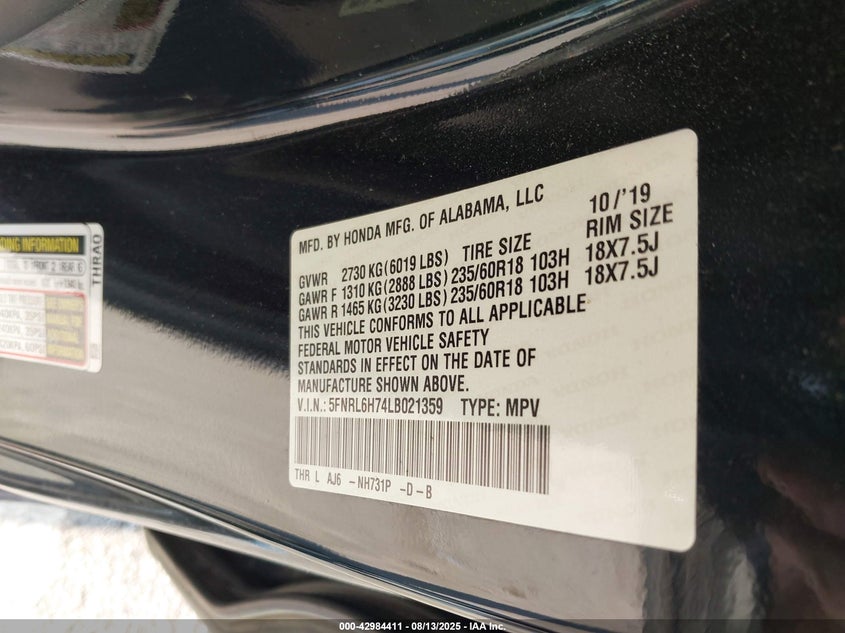 MFD. BY HONDA MFG. OF ALABAMA, LLC 10/'19
GVWR 2730 KG (6019 LBS) TIRE SIZE RIM SIZE
GAWR F 1310 KG (2888 LBS) 235/60R18 103H 18X7.5J
GAWR R 1465 KG (3230 LBS) 235/60R18 103H 18X7.5J
THIS VEHICLE CONFORMS TO ALL APPLICABLE
FEDERAL MOTOR VEHICLE SAFETY
STANDARDS IN EFFECT ON THE DATE OF
MANUFACTURE SHOWN ABOVE.
V.I.N.: 5FNRL6H74LB021359 TYPE: MPV
THR L AJ6 -NH731P -D-B
INFORMATION
THRA0
000-42984411 - 08/13/2025 - IAA Inc.